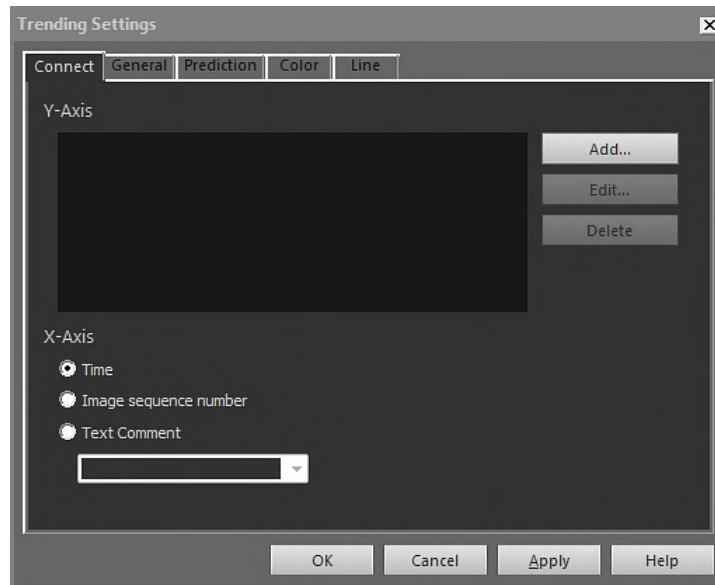 Trending Settings
Connect General Prediction Color Line
Y-Axis
Add...
Edit...
Delete
X-Axis
Time
Image sequence number
Text Comment
OK Cancel Apply Help